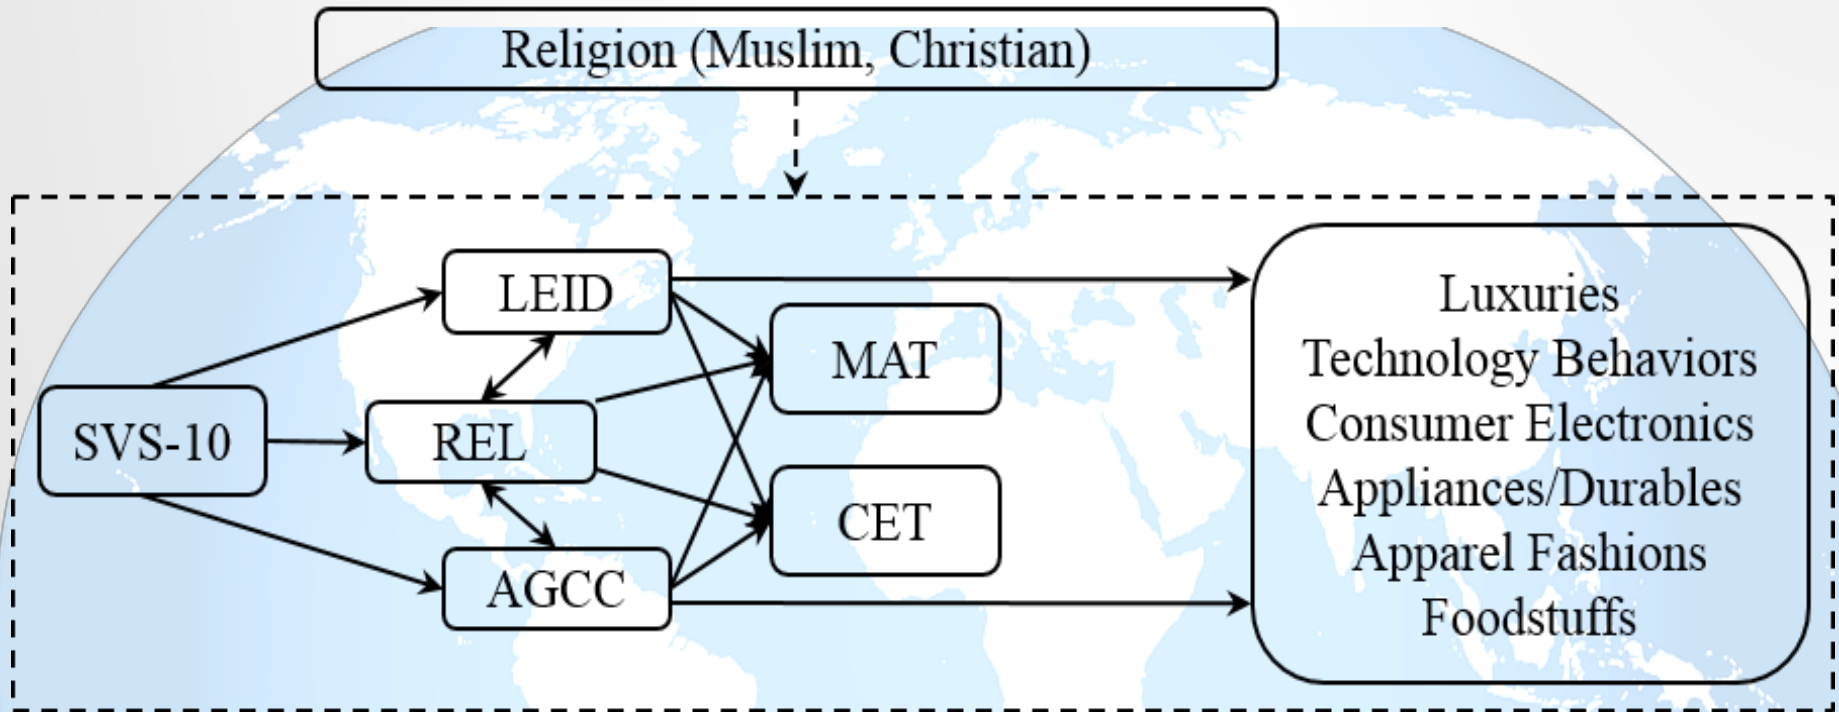 Religion (Muslim, Christian)
LEID
MAT
SVS-10
REL
CET
AGCC
Luxuries
Technology Behaviors
Consumer Electronics
Appliances/Durables
Apparel Fashions
Foodstuffs